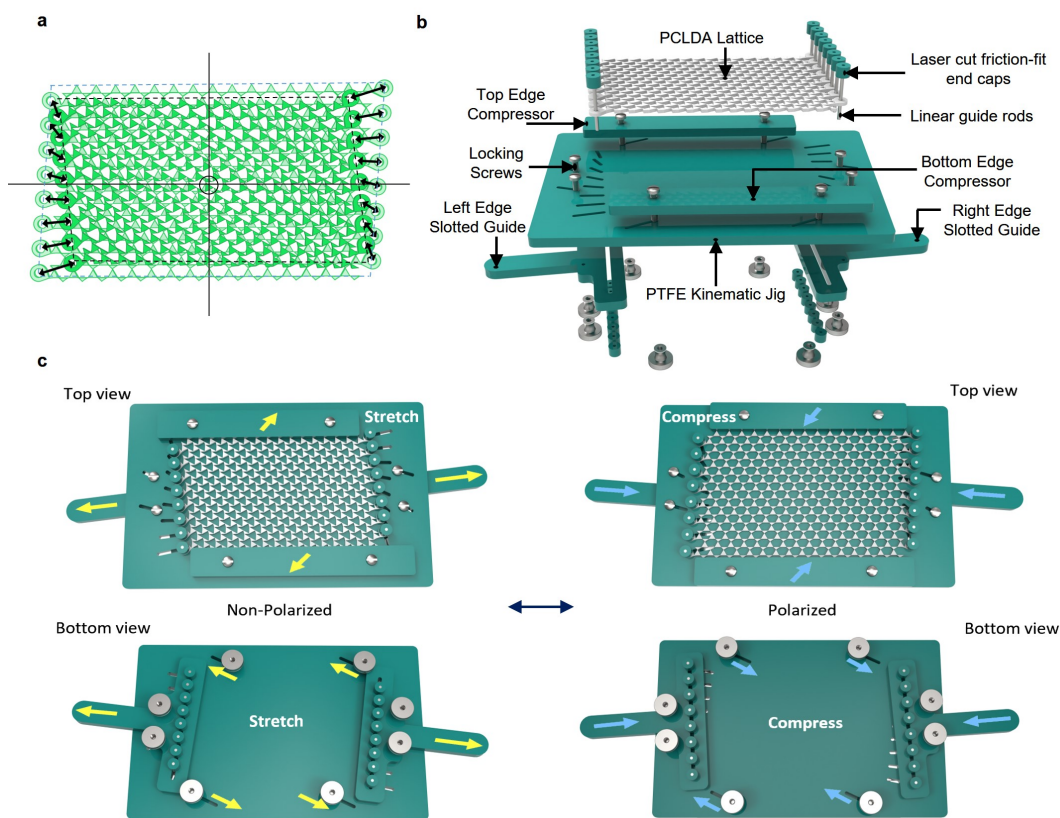 a
b
PCLDA Lattice
Laser cut friction-fit
end caps
Top Edge
Compressor
Linear guide rods
Locking
Screws
Bottom Edge
Compressor
Left Edge
Slotted Guide
Right Edge
Slotted Guide
PTFE Kinematic Jig
c
Top view
Stretch
Compress
Top view
Non-Polarized
Polarized
Bottom view
Bottom view
Stretch
Compress